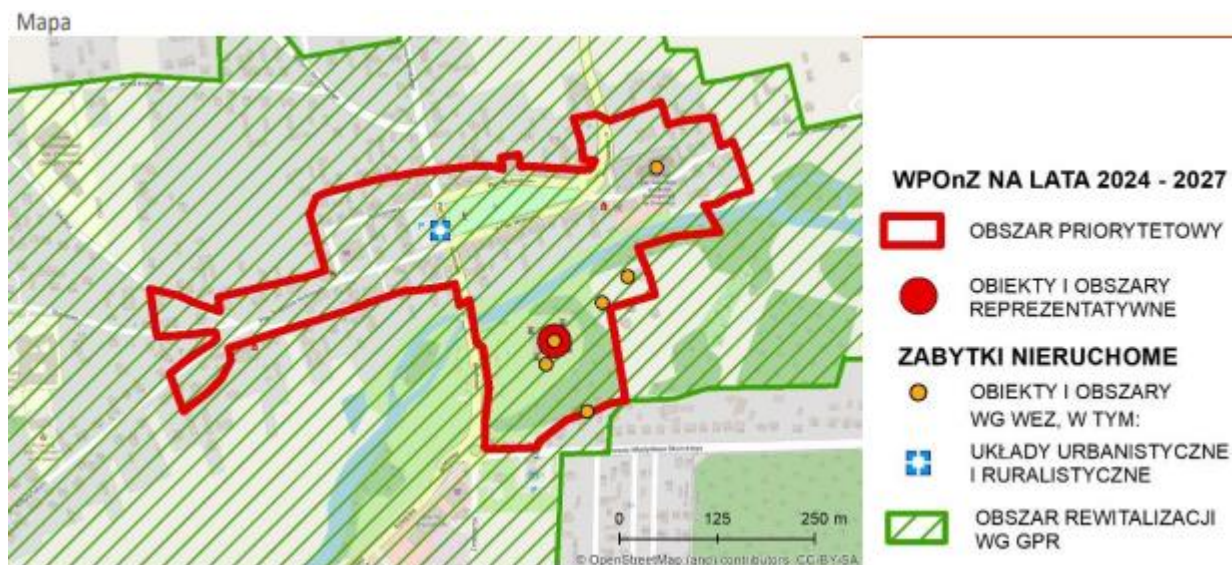 Mapa
WPOnZ NA LATA 2024 - 2027
OBSZAR PRIORYTETOWY
OBIEKTY I OBSZARY
REPREZENTATYWNE
ZABYTKI NIERUCHOME
OBIEKTY I OBSZARY
WG WEZ, W TYM:
UKŁADY URBANISTYCZNE
I RURALISTYCZNE
OBSZAR REWITALIZACJI
WG GPR
0 125 250 m
© OpenStreetMap (and) contributors, CC-BY-SA